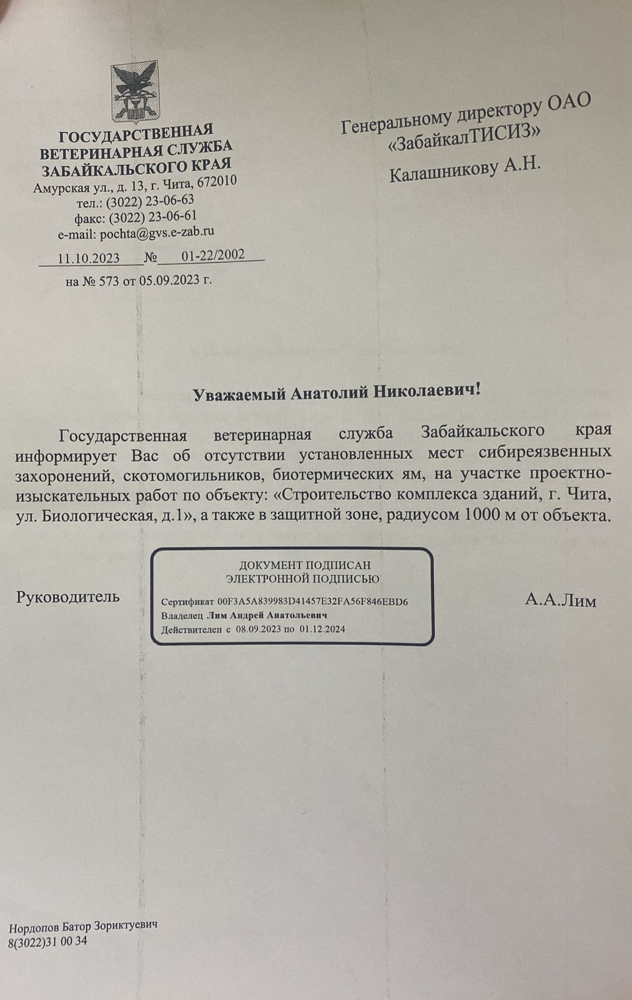 ГОСУДАРСТВЕННАЯ
ВЕТЕРИНАРНАЯ СЛУЖБА
ЗАБАЙКАЛЬСКОГО КРАЯ
Амурская ул., д. 13, г. Чита, 672010
тел.: (3022) 23-06-63
факс: (3022) 23-06-61
e-mail: pochta@gvs.e-zab.ru
11.10.2023 № 01-22/2002
на № 573 от 05.09.2023 г.
Генеральному директору ОАО
«ЗабайкалТИСИЗ»
Калашникову А.Н.
Уважаемый Анатолий Николаевич!
Государственная ветеринарная служба Забайкальского края
информирует Вас об отсутствии установленных мест сибиреязвенных
захоронений, скотомогильников, биотермических ям, на участке проектно-
изыскательных работ по объекту: «Строительство комплекса зданий, г. Чита,
ул. Биологическая, д.1», а также в защитной зоне, радиусом 1000 м от объекта.
Руководитель
ДОКУМЕНТ ПОДПИСАН
ЭЛЕКТРОННОЙ ПОДПИСЬЮ
Сертификат 00F3A5A839983D41457E32FA56F846EBD6
Владелец Лим Андрей Анатольевич
Действителен с 08.09.2023 по 01.12.2024
А.А.Лим
Нордопов Батор Зориктуевич
8(3022)31 00 34